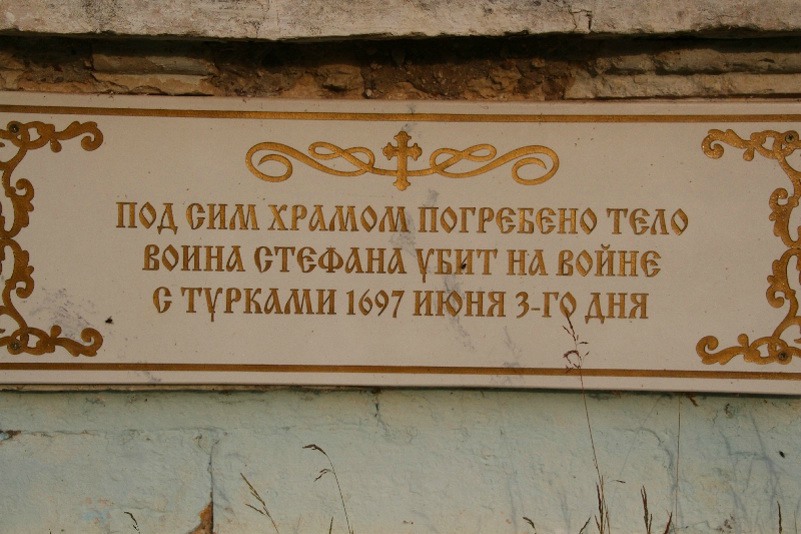 ПОД СИМ ХРАМОМ ПОГРЕБЕНО ТЕЛО
ВОИНА СТЕФАНА УБИТ НА ВОЙНЕ
С ТУРКАМИ 1697 ИЮНЯ 3-ГО ДНЯ